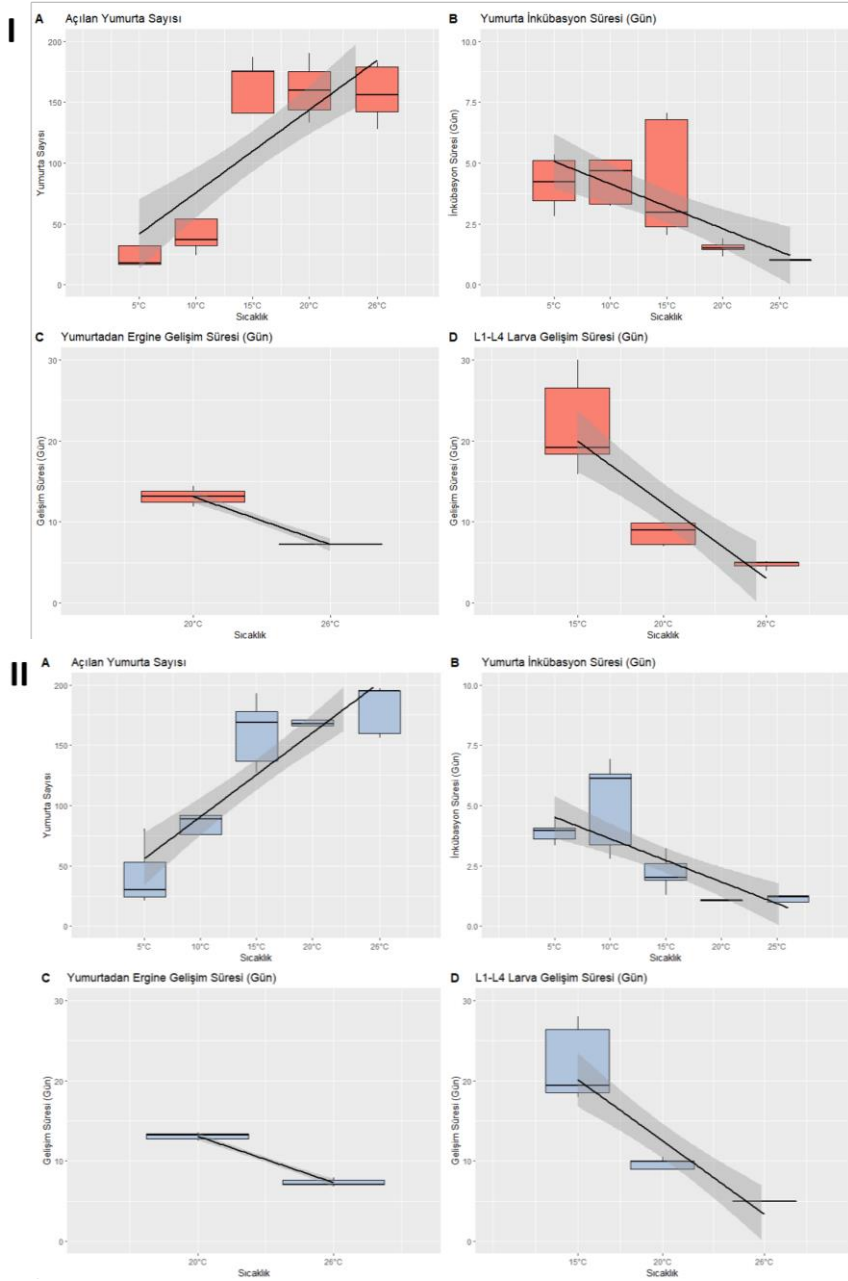 I
A Açılan Yumurta Sayısı
Yumurta Sayısı
200
150
100
50
0
5°C 10°C 15°C 20°C 26°C
Sıcaklık
B Yumurta İnkübasyon Süresi (Gün)
İnkübasyon Süresi (Gün)
10.0
7.5
5.0
2.5
0.0
5°C 10°C 15°C 20°C 25°C
Sıcaklık
C Yumurtadan Ergine Gelişim Süresi (Gün)
Gelişim Süresi (Gün)
30
20
10
0
20°C 26°C
Sıcaklık
D L1-L4 Larva Gelişim Süresi (Gün)
Gelişim Süresi (Gün)
30
20
10
0
15°C 20°C 26°C
Sıcaklık
II
A Açılan Yumurta Sayısı
Yumurta Sayısı
200
150
100
50
0
5°C 10°C 15°C 20°C 26°C
Sıcaklık
B Yumurta İnkübasyon Süresi (Gün)
İnkübasyon Süresi (Gün)
10.0
7.5
5.0
2.5
0.0
5°C 10°C 15°C 20°C 25°C
Sıcaklık
C Yumurtadan Ergine Gelişim Süresi (Gün)
Gelişim Süresi (Gün)
30
20
10
0
20°C 26°C
Sıcaklık
D L1-L4 Larva Gelişim Süresi (Gün)
Gelişim Süresi (Gün)
30
20
10
0
15°C 20°C 26°C
Sıcaklık